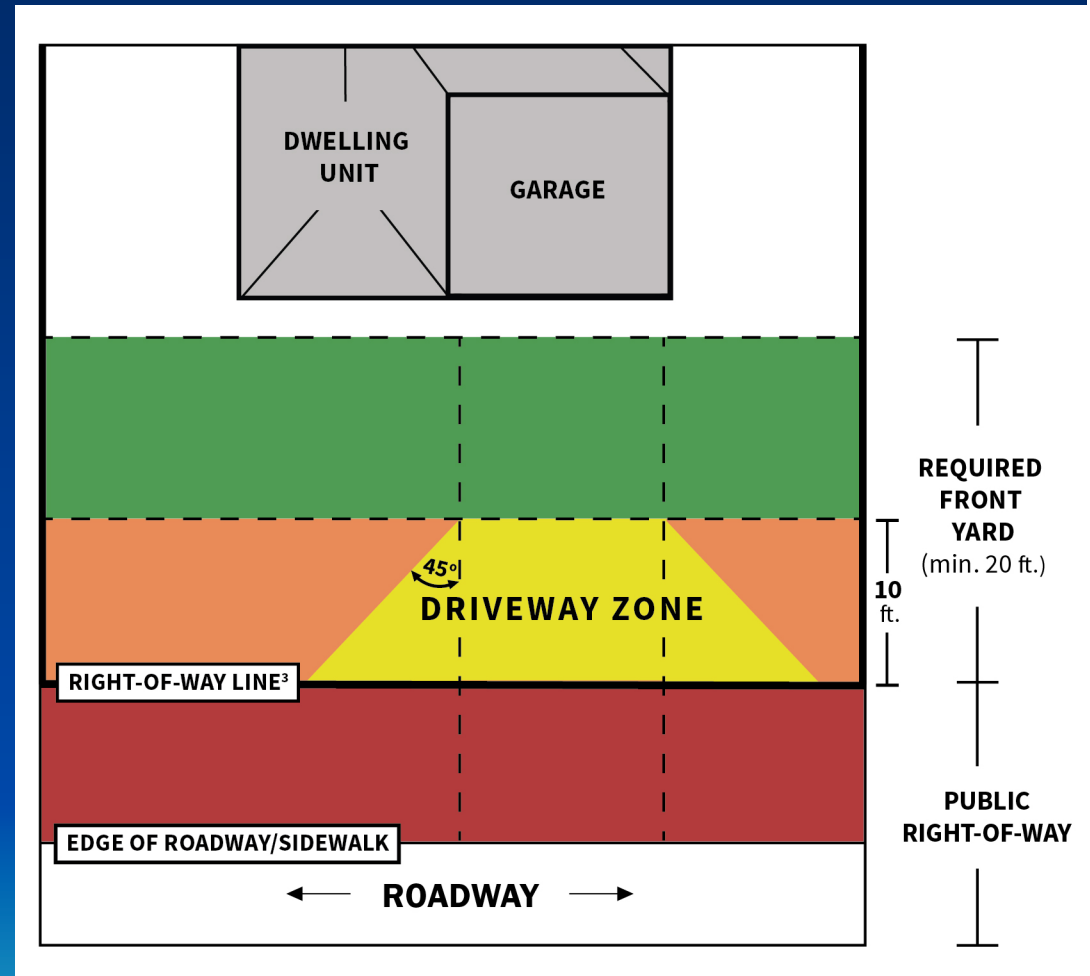 DWELLING
UNIT
GARAGE
REQUIRED
FRONT
YARD
(min. 20 ft.)
45º
10
ft.
DRIVEWAY ZONE
RIGHT-OF-WAY LINE³
PUBLIC
RIGHT-OF-WAY
EDGE OF ROADWAY/SIDEWALK
ROADWAY